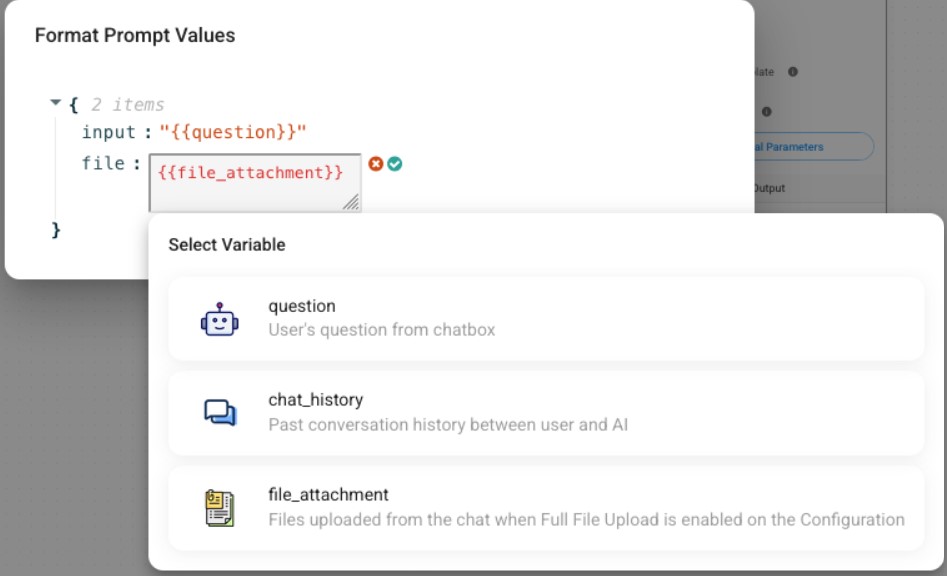 Format Prompt Values
{ 2 items
input : "{{question}}"
file : {{file_attachment}}
}
late
al Parameters
Output
Select Variable
question
User's question from chatbox
chat_history
Past conversation history between user and AI
file_attachment
Files uploaded from the chat when Full File Upload is enabled on the Configuration